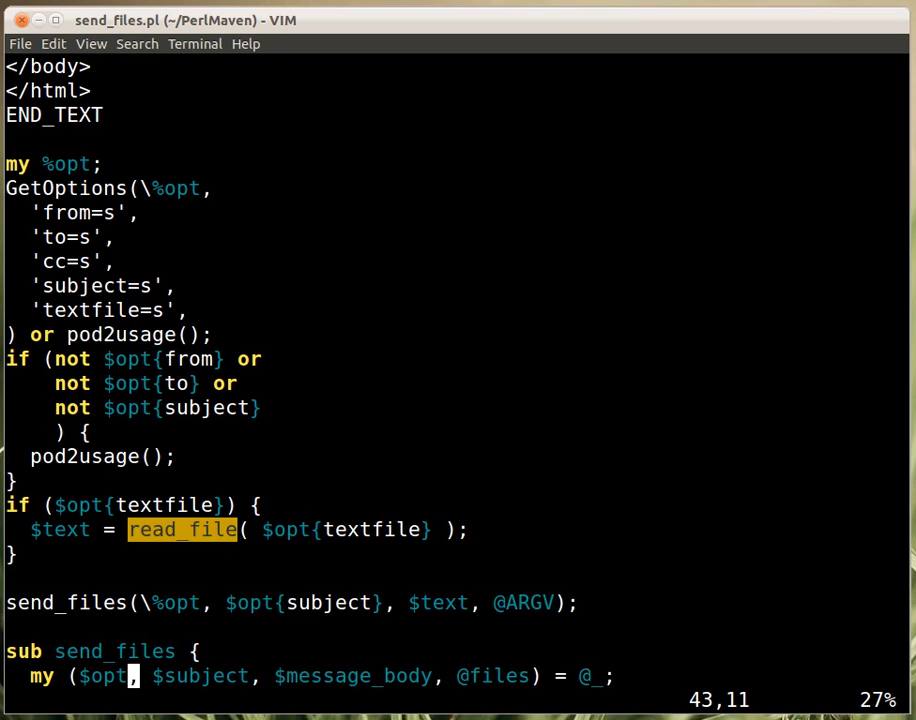 send_files.pl (~/PerlMaven) - VIM
File Edit View Search Terminal Help
</body>
</html>
END_TEXT

my %opt;
GetOptions(\%opt,
  'from=s',
  'to=s',
  'cc=s',
  'subject=s',
  'textfile=s',
) or pod2usage();
if (not $opt{from} or
    not $opt{to} or
    not $opt{subject}
    ) {
  pod2usage();
}
if ($opt{textfile}) {
  $text = read_file( $opt{textfile} );
}

send_files(\%opt, $opt{subject}, $text, @ARGV);

sub send_files {
  my ($opt, $subject, $message_body, @files) = @_;
43,11 27%